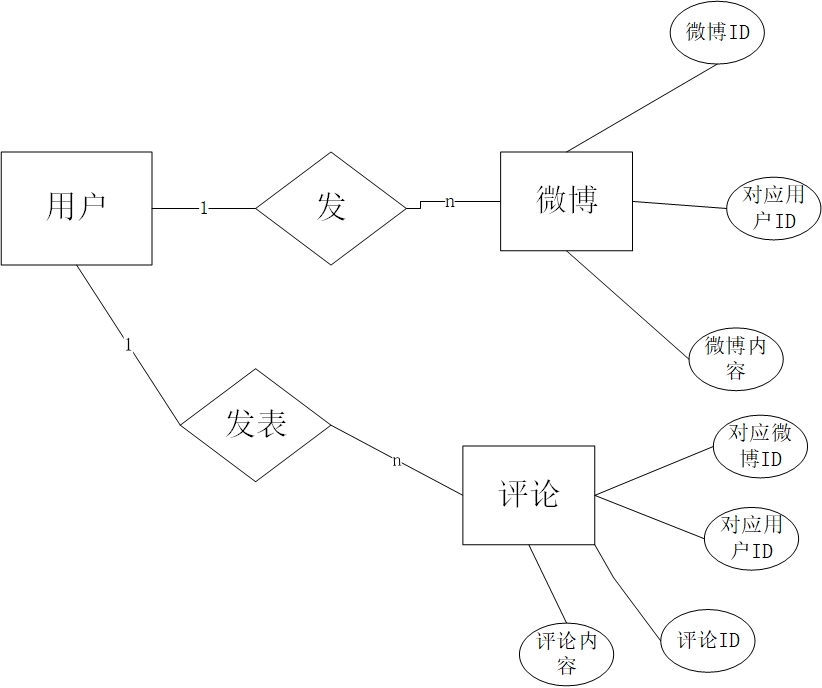 微博ID
用户
1
发
n
微博
对应用
户ID
1
微博内
容
发表
n
对应微
博ID
评论
对应用
户ID
评论内
容
评论ID